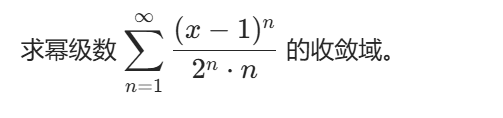 求幂级数 $\sum_{n=1}^{\infty} \frac{(x-1)^n}{2^n \cdot n}$ 的收敛域。